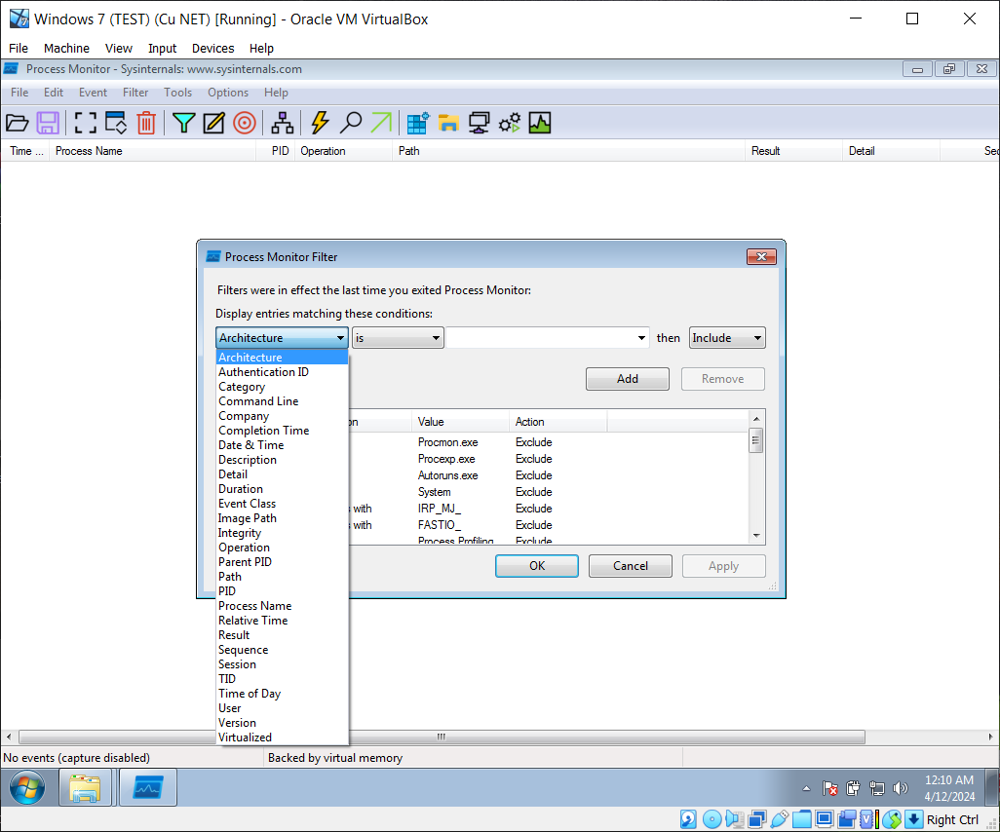 Windows 7 (TEST) (Cu NET) [Running] - Oracle VM VirtualBox
File Machine View Input Devices Help
Process Monitor - Sysinternals: www.sysinternals.com
File Edit Event Filter Tools Options Help
Time ... Process Name PID Operation Path Result Detail
Process Monitor Filter
Filters were in effect the last time you exited Process Monitor:
Display entries matching these conditions:
Architecture is then Include
Architecture
Authentication ID
Category
Command Line
Company
Completion Time
Date & Time
Description
Detail
Duration
Event Class
Image Path
Integrity
Operation
Parent PID
Path
PID
Process Name
Relative Time
Result
Sequence
Session
TID
Time of Day
User
Version
Virtualized
Add Remove
Value Action
Procmon.exe Exclude
Procexp.exe Exclude
Autoruns.exe Exclude
System Exclude
with IRP_MJ_ Exclude
with FASTIO_ Exclude
Process Profiling Exclude
OK Cancel Apply
No events (capture disabled) Backed by virtual memory
12:10 AM
4/12/2024
Right Ctrl